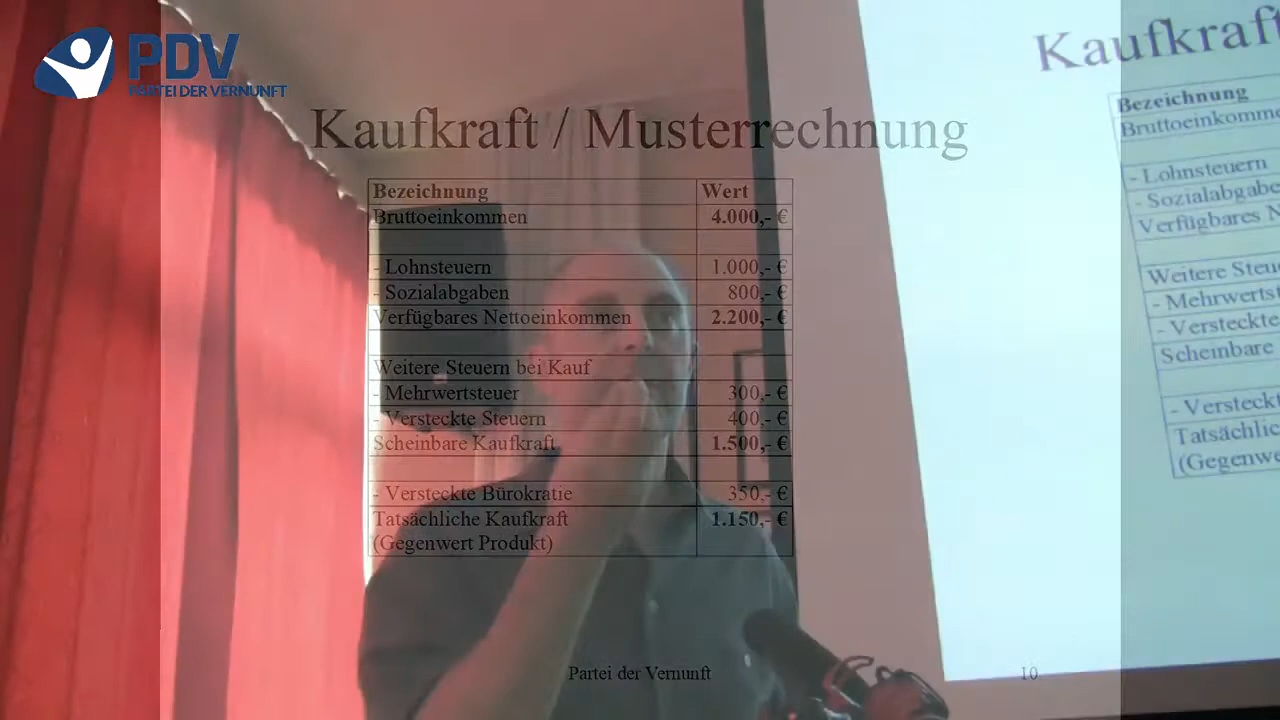 PDV
PARTEI DER VERNUNFT
Kaufkraft / Musterrechnung
Bezeichnung Wert
Bruttoeinkommen 4.000,- €
- Lohnsteuern 1.000,- €
- Sozialabgaben 800,- €
Verfügbares Nettoeinkommen 2.200,- €
Weitere Steuern bei Kauf
- Mehrwertsteuer 300,- €
- Versteckte Steuern 400,- €
Scheinbare Kaufkraft 1.500,- €
- Versteckte Bürokratie 350,- €
Tatsächliche Kaufkraft 1.150,- €
(Gegenwert Produkt)
Partei der Vernunft 10
Kaufkraft
Bezeichnung
Bruttoeinkomme
- Lohnsteuern
- Sozialabgabe
Verfügbares N
Weitere Steu
- Mehrwertst
- Versteckte
Scheinbare
- Versteckt
Tatsächlic
(Gegenwe